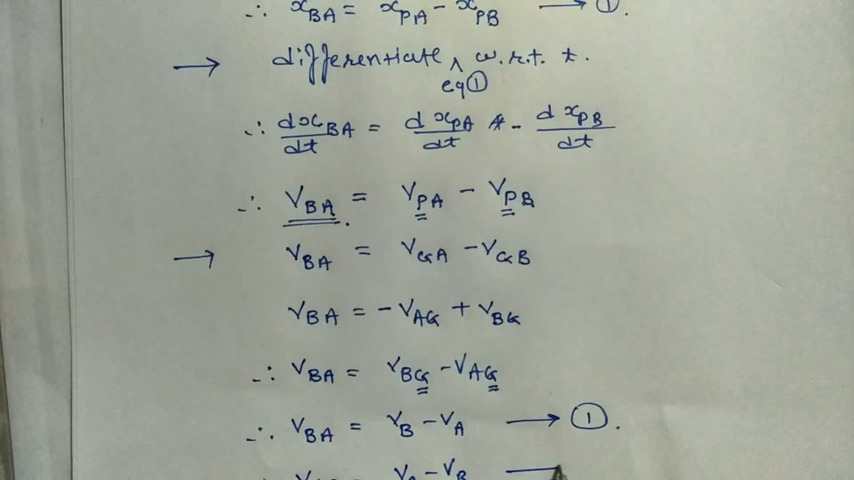 ∴ x_BA = x_PA - x_PB → ①.
→ differentiate ^ w.r.t. t.
eq①
∴ dx_BA/dt = dx_PA/dt - dx_PB/dt
∴ V_BA = V_PA - V_PB
→ V_BA = V_GA - V_GB
V_BA = - V_AG + V_BG
∴ V_BA = V_BG - V_AG
∴ V_BA = V_B - V_A → ①.